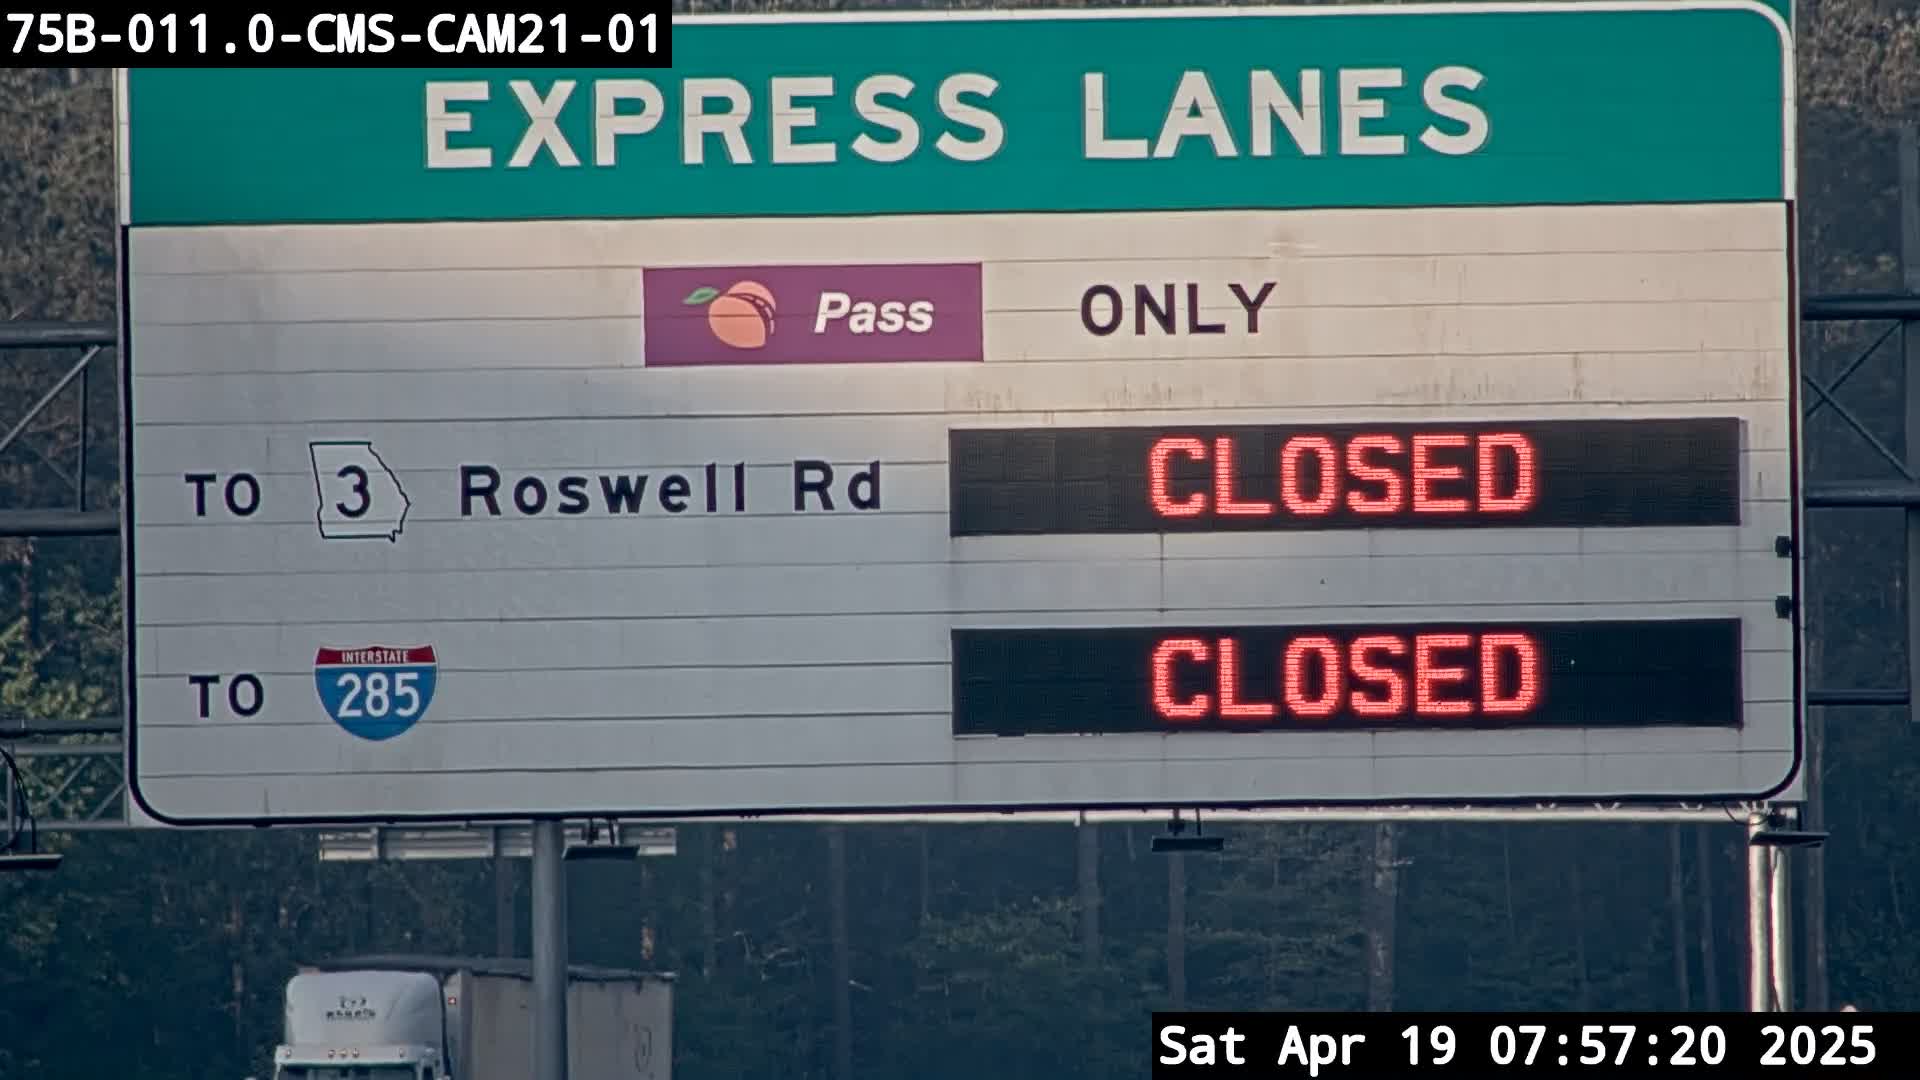 75B-011.0-CMS-CAM21-01
EXPRESS LANES
Pass ONLY
TO 3 Roswell Rd CLOSED
TO INTERSTATE 285 CLOSED
Sat Apr 19 07:57:20 2025